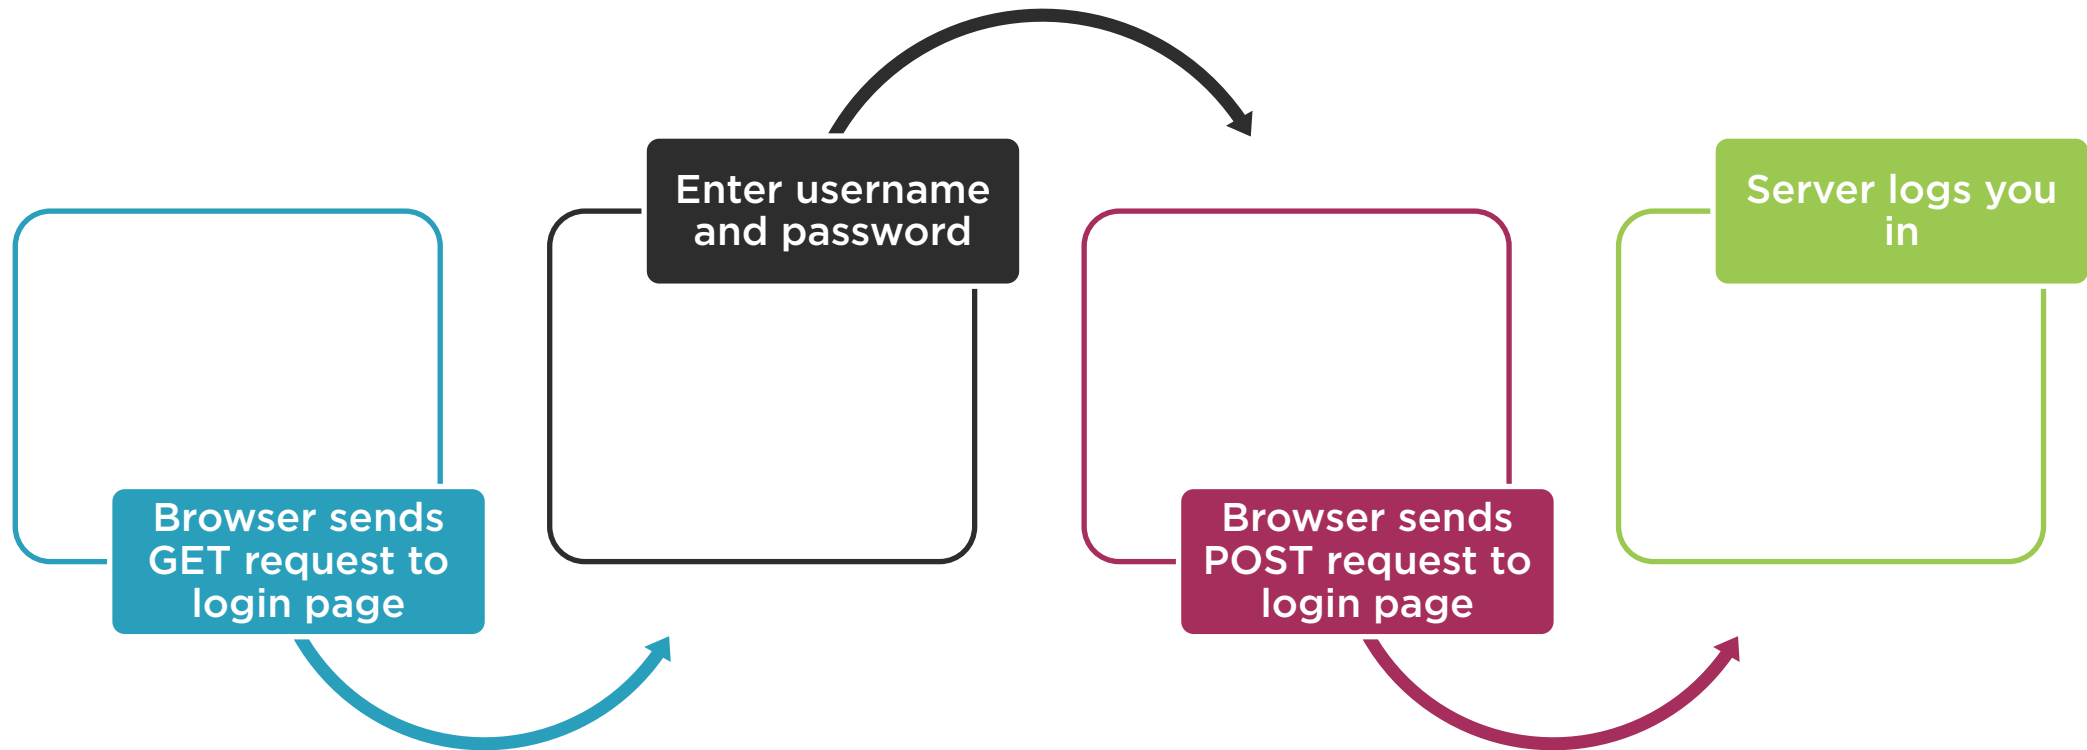 Browser sends
GET request to
login page
Enter username
and password
Browser sends
POST request to
login page
Server logs you
in